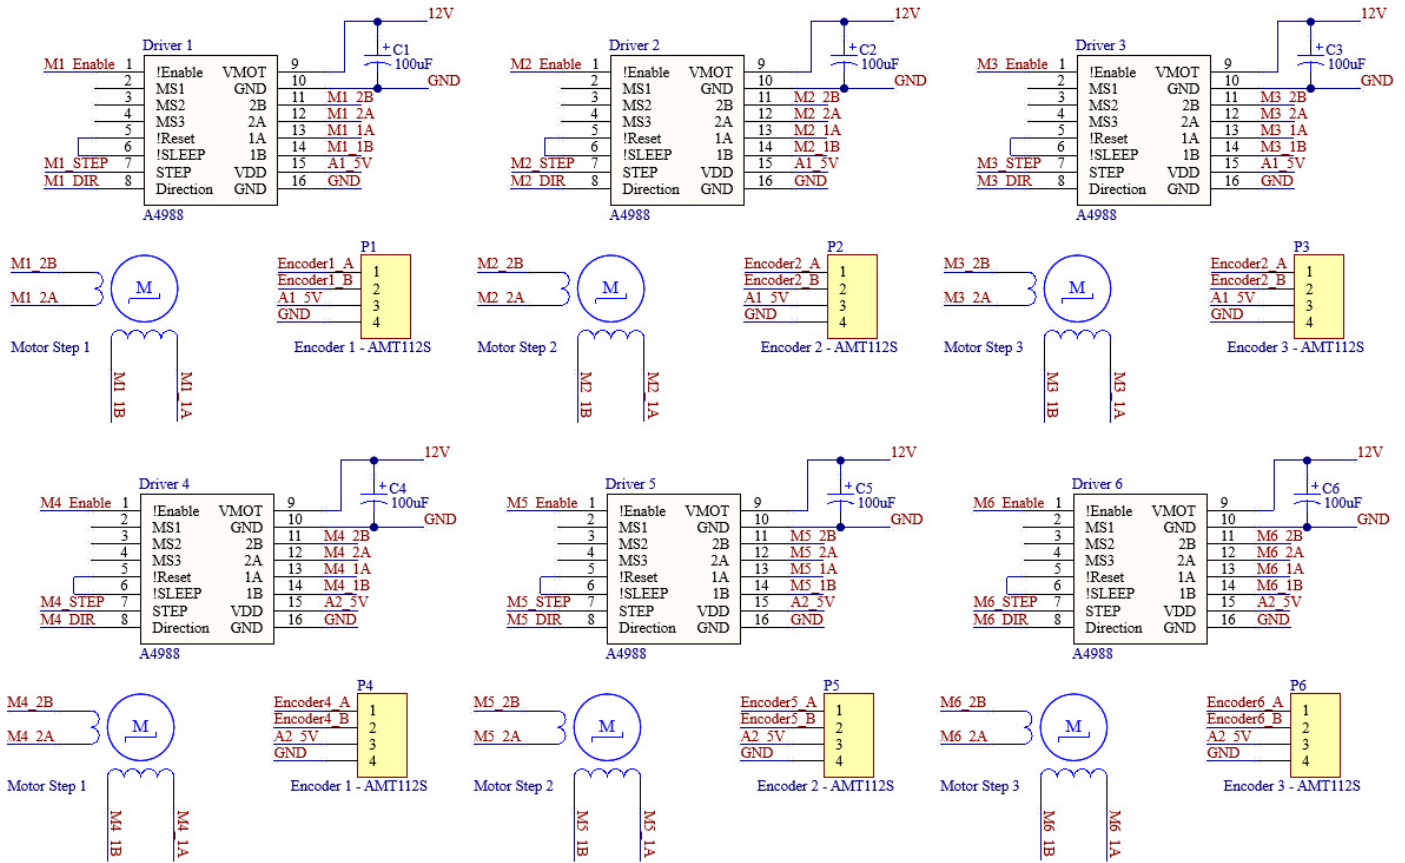 12V
Driver 1
C1
100uF
M1_Enable 1 !Enable VMOT 9
GND
2 MS1 GND 10
3 MS2 2B 11 M1_2B
4 MS3 2A 12 M1_2A
5 !Reset 1A 13 M1_1A
6 !SLEEP 1B 14 M1_1B
M1_STEP 7 STEP VDD 15 A1_5V
M1_DIR 8 Direction GND 16 GND
A4988
12V
Driver 2
C2
100uF
M2_Enable 1 !Enable VMOT 9
GND
2 MS1 GND 10
3 MS2 2B 11 M2_2B
4 MS3 2A 12 M2_2A
5 !Reset 1A 13 M2_1A
6 !SLEEP 1B 14 M2_1B
M2_STEP 7 STEP VDD 15 A1_5V
M2_DIR 8 Direction GND 16 GND
A4988
12V
Driver 3
C3
100uF
M3_Enable 1 !Enable VMOT 9
GND
2 MS1 GND 10
3 MS2 2B 11 M3_2B
4 MS3 2A 12 M3_2A
5 !Reset 1A 13 M3_1A
6 !SLEEP 1B 14 M3_1B
M3_STEP 7 STEP VDD 15 A1_5V
M3_DIR 8 Direction GND 16 GND
A4988
M1_2B
M
M1_2A
Motor Step 1
M1_1B
M1_1A
P1
Encoder1_A 1
Encoder1_B 2
A1_5V 3
GND 4
Encoder 1 - AMT112S
M2_2B
M
M2_2A
Motor Step 2
M2_1B
M2_1A
P2
Encoder2_A 1
Encoder2_B 2
A1_5V 3
GND 4
Encoder 2 - AMT112S
M3_2B
M
M3_2A
Motor Step 3
M3_1B
M3_1A
P3
Encoder2_A 1
Encoder2_B 2
A1_5V 3
GND 4
Encoder 3 - AMT112S
12V
Driver 4
C4
100uF
M4_Enable 1 !Enable VMOT 9
GND
2 MS1 GND 10
3 MS2 2B 11 M4_2B
4 MS3 2A 12 M4_2A
5 !Reset 1A 13 M4_1A
6 !SLEEP 1B 14 M4_1B
M4_STEP 7 STEP VDD 15 A2_5V
M4_DIR 8 Direction GND 16 GND
A4988
12V
Driver 5
C5
100uF
M5_Enable 1 !Enable VMOT 9
GND
2 MS1 GND 10
3 MS2 2B 11 M5_2B
4 MS3 2A 12 M5_2A
5 !Reset 1A 13 M5_1A
6 !SLEEP 1B 14 M5_1B
M5_STEP 7 STEP VDD 15 A2_5V
M5_DIR 8 Direction GND 16 GND
A4988
12V
Driver 6
C6
100uF
M6_Enable 1 !Enable VMOT 9
GND
2 MS1 GND 10
3 MS2 2B 11 M6_2B
4 MS3 2A 12 M6_2A
5 !Reset 1A 13 M6_1A
6 !SLEEP 1B 14 M6_1B
M6_STEP 7 STEP VDD 15 A2_5V
M6_DIR 8 Direction GND 16 GND
A4988
M4_2B
M
M4_2A
Motor Step 1
M4_1B
M4_1A
P4
Encoder4_A 1
Encoder4_B 2
A2_5V 3
GND 4
Encoder 1 - AMT112S
M5_2B
M
M5_2A
Motor Step 2
M5_1B
M5_1A
P5
Encoder5_A 1
Encoder5_B 2
A2_5V 3
GND 4
Encoder 2 - AMT112S
M6_2B
M
M6_2A
Motor Step 3
M6_1B
M6_1A
P6
Encoder6_A 1
Encoder6_B 2
A2_5V 3
GND 4
Encoder 3 - AMT112S